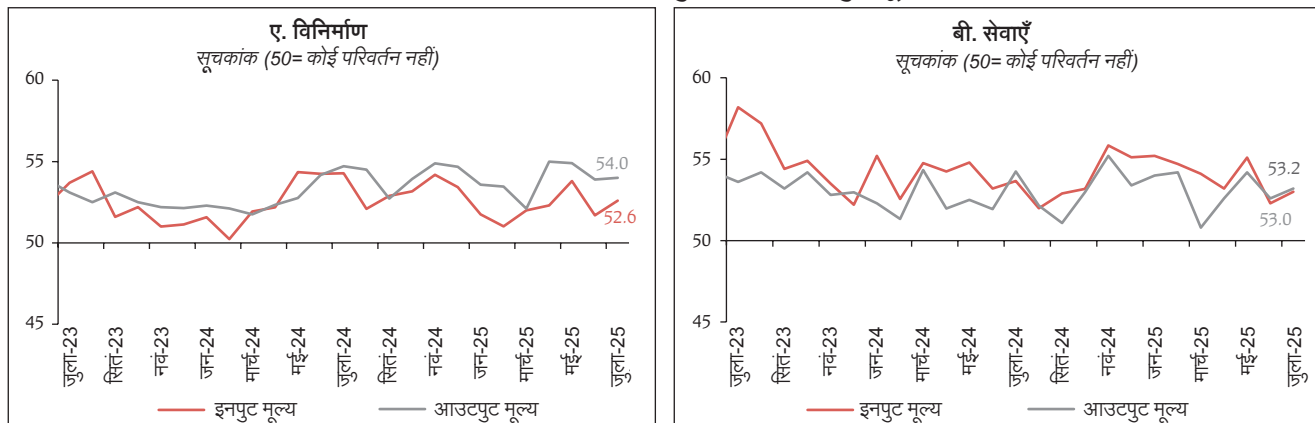 ए. विनिर्माण
सूचकांक (50= कोई परिवर्तन नहीं)
60
55
50
45
54.0
52.6
जुला-23
सितं-23
नवं-23
जन-24
मार्च-24
मई-24
जुला-24
सितं-24
नवं-24
जन-25
मार्च-25
मई-25
जुला-25
इनपुट मूल्य
आउटपुट मूल्य
बी. सेवाएँ
सूचकांक (50= कोई परिवर्तन नहीं)
60
55
50
45
53.2
53.0
जुला-23
सितं-23
नवं-23
जन-24
मार्च-24
मई-24
जुला-24
सितं-24
नवं-24
जन-25
मार्च-25
मई-25
जुला-25
इनपुट मूल्य
आउटपुट मूल्य